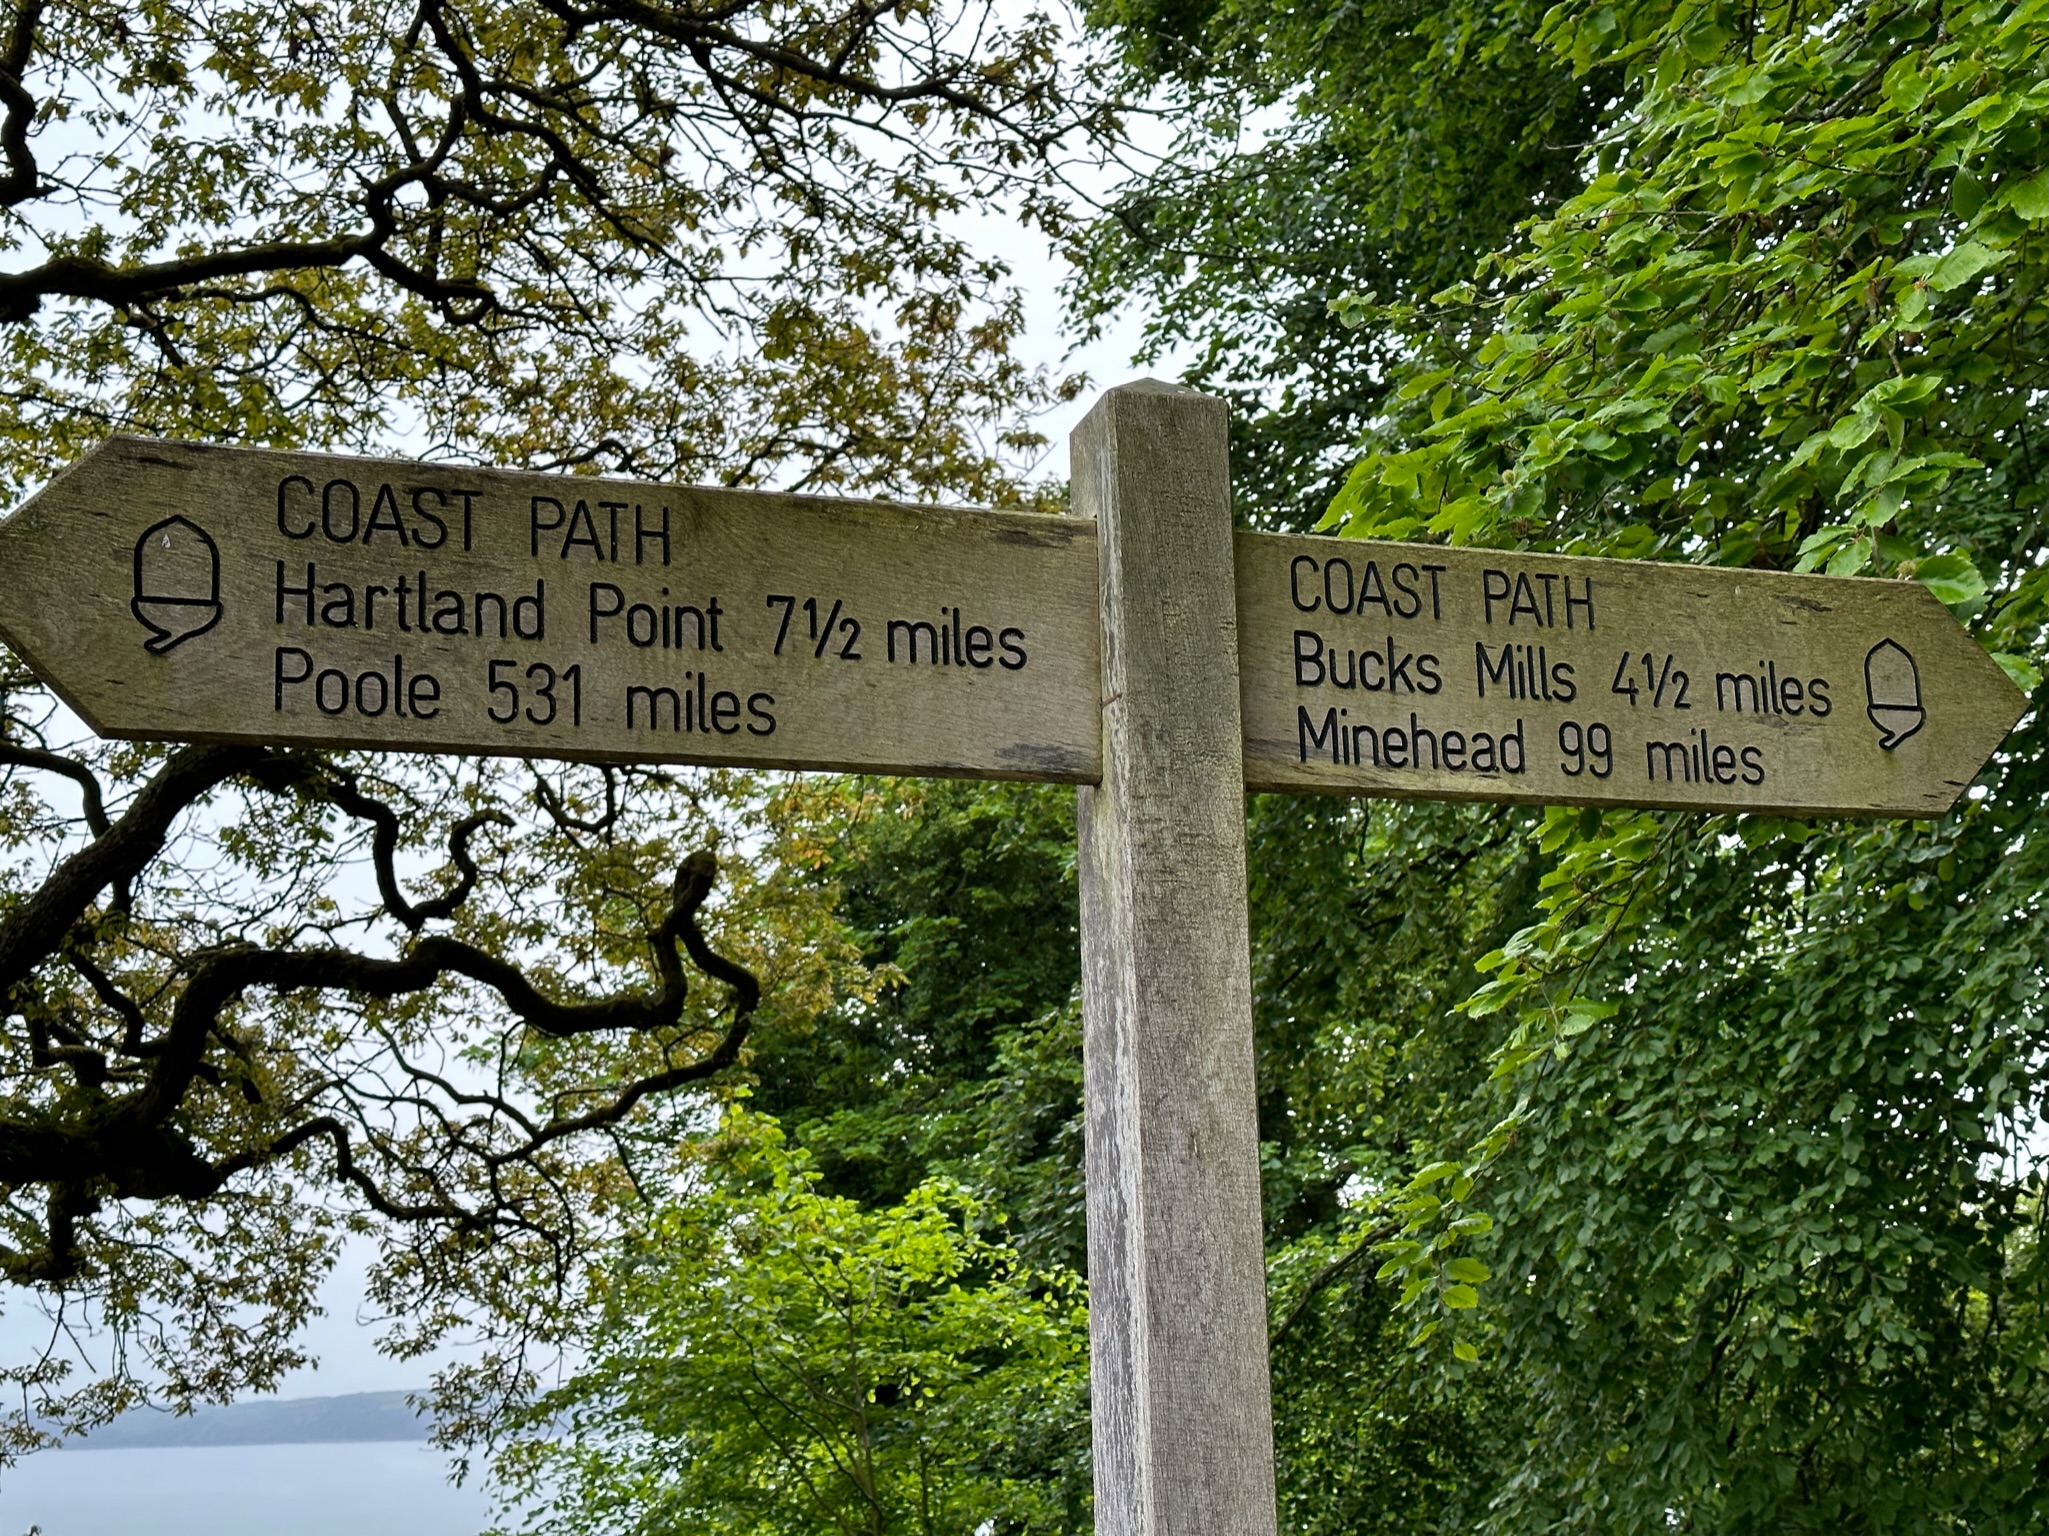 COAST PATH
Hartland Point 7½ miles
Poole 531 miles
COAST PATH
Bucks Mills 4½ miles
Minehead 99 miles